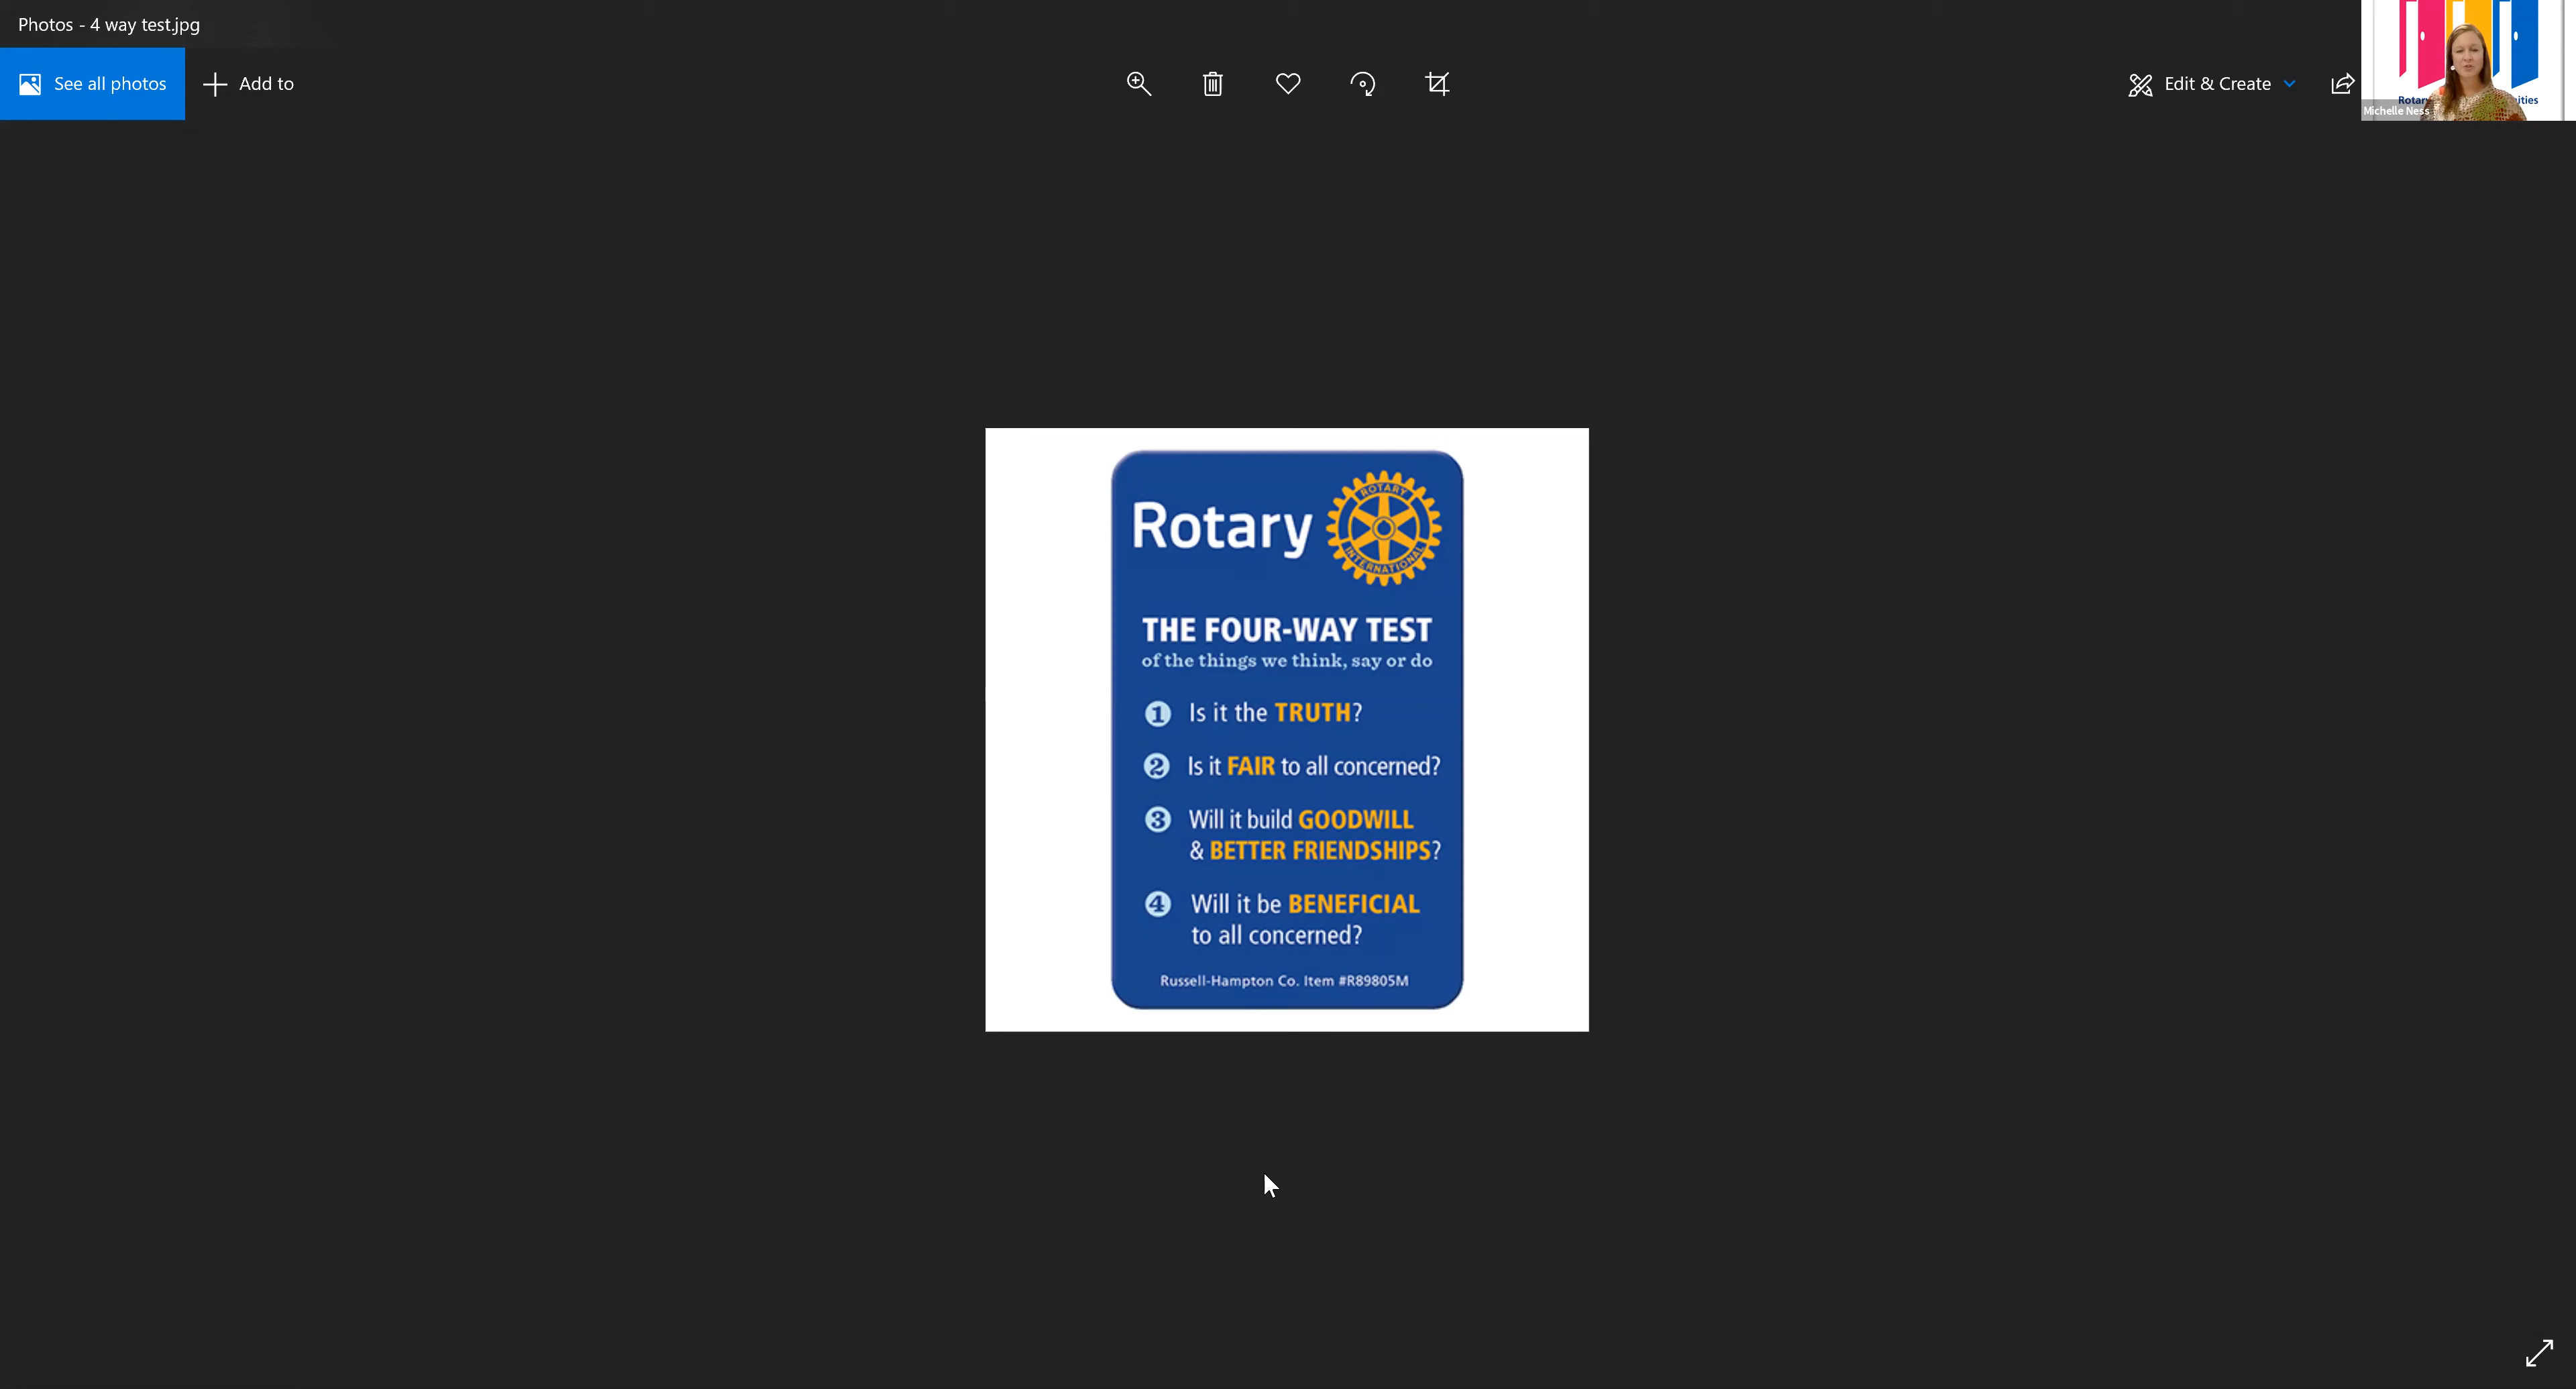 Photos - 4 way test.jpg
See all photos
Add to
Edit & Create
Michelle Ness
Rotary
ROTARY
INTERNATIONAL
THE FOUR-WAY TEST
of the things we think, say or do
1 Is it the TRUTH?
2 Is it FAIR to all concerned?
3 Will it build GOODWILL
& BETTER FRIENDSHIPS?
4 Will it be BENEFICIAL
to all concerned?
Russell-Hampton Co. Item #R89805M